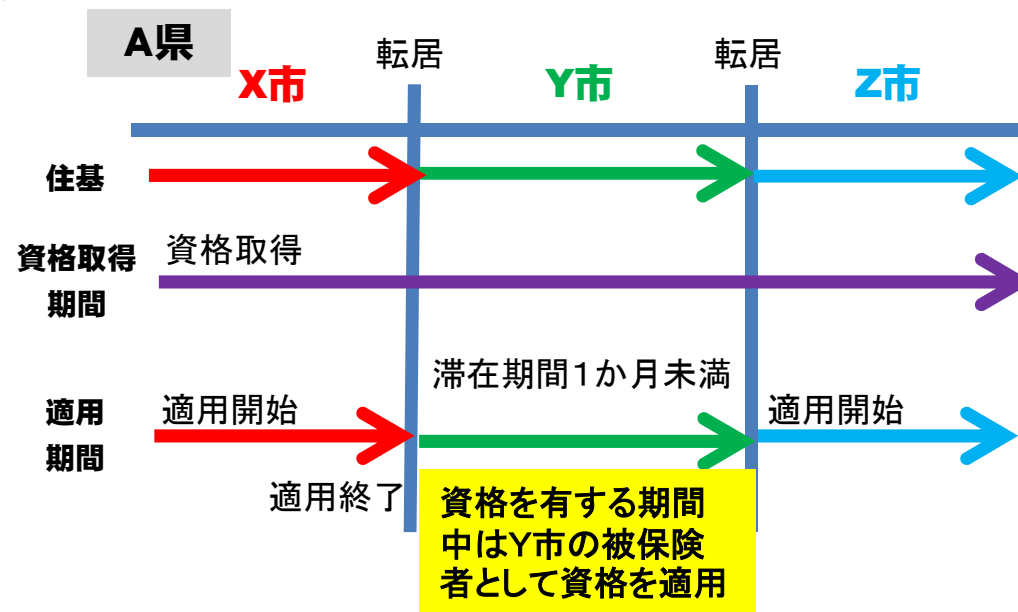 A県
転居
転居
X市
Y市
Z市
住基
資格取得
期間
資格取得
滞在期間1か月未満
適用
期間
適用開始
適用開始
適用終了
資格を有する期間
中はY市の被保険
者として資格を適用